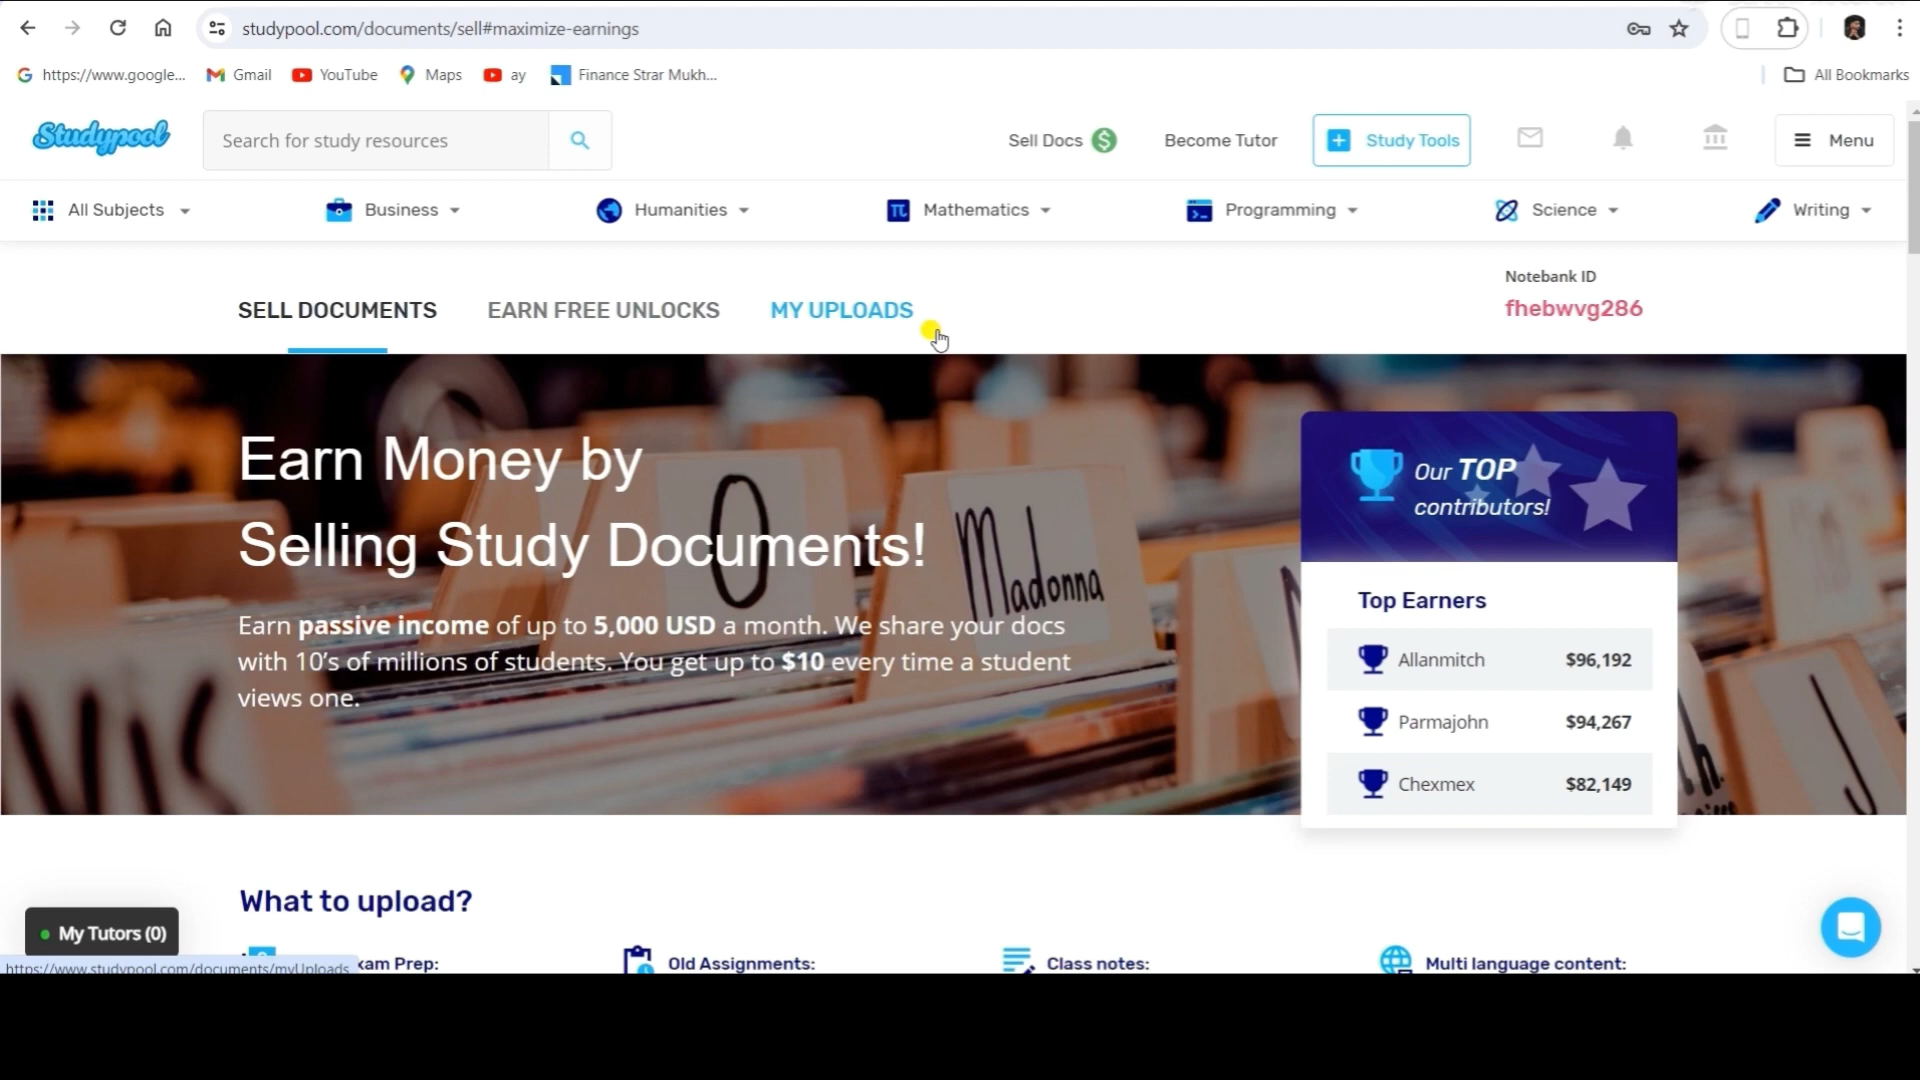 studypool.com/documents/sell#maximize-earnings
https://www.google... Gmail YouTube Maps ay Finance Strar Mukh... All Bookmarks
Studypool Search for study resources Sell Docs $ Become Tutor Study Tools Menu
All Subjects Business Humanities Mathematics Programming Science Writing
Notebank ID
SELL DOCUMENTS EARN FREE UNLOCKS MY UPLOADS fhebwvg286
Earn Money by
Selling Study Documents!
Earn passive income of up to 5,000 USD a month. We share your docs
with 10's of millions of students. You get up to $10 every time a student
views one.
O
Madonna
VIS
J
Our TOP
contributors!
Top Earners
Allanmitch $96,192
Parmajohn $94,267
Chexmex $82,149
What to upload?
My Tutors (0)
xam Prep: Old Assignments: Class notes: Multi language content:
https://www.studypool.com/documents/myUploads